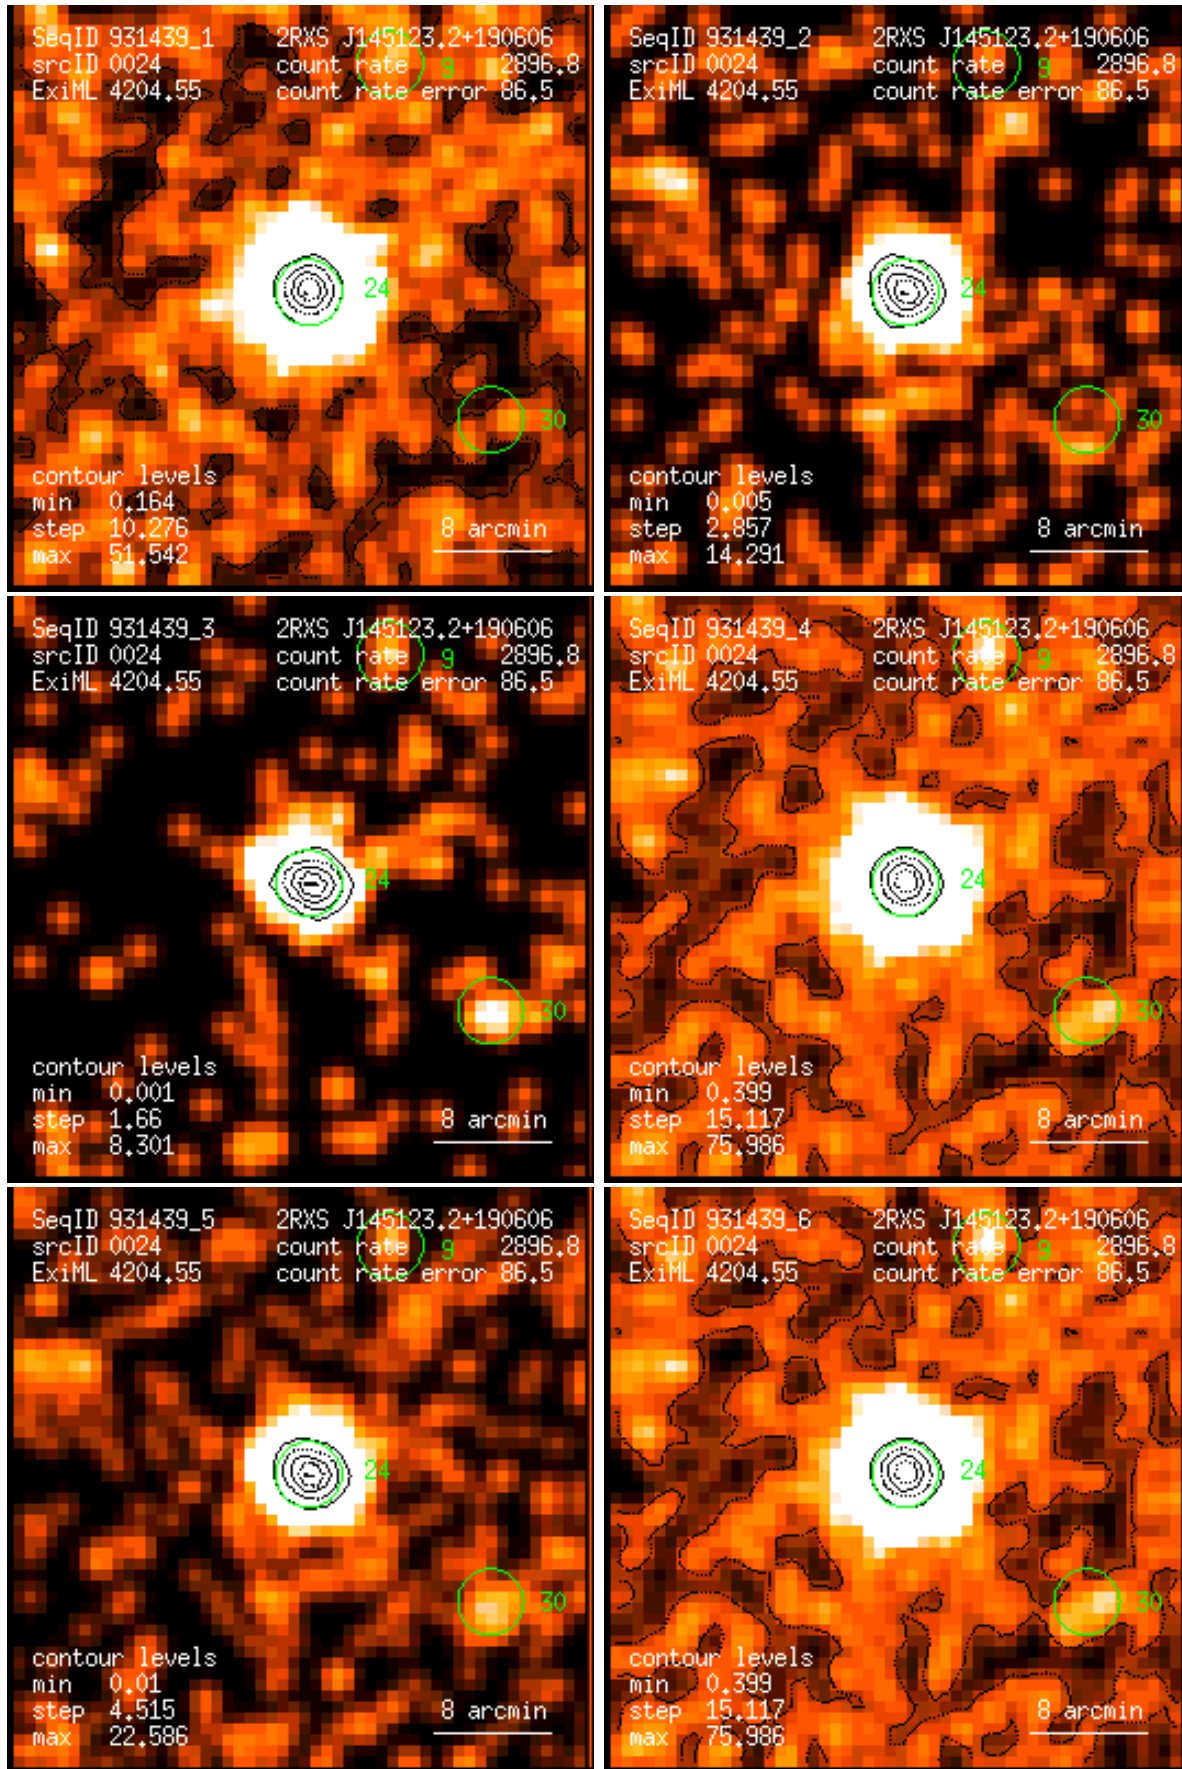 SeqID 931439_1 2RXS J145123.2+190606
srcID 0024 count rate 9 2896.8
ExiML 4204.55 count rate error 86.5
24
30
contour levels
min 0.164
step 10.276 8 arcmin
max 51.542
SeqID 931439_2 2RXS J145123.2+190606
srcID 0024 count rate 9 2896.8
ExiML 4204.55 count rate error 86.5
24
30
contour levels
min 0.005
step 2.857 8 arcmin
max 14.291
SeqID 931439_3 2RXS J145123.2+190606
srcID 0024 count rate 9 2896.8
ExiML 4204.55 count rate error 86.5
24
30
contour levels
min 0.001
step 1.66 8 arcmin
max 8.301
SeqID 931439_4 2RXS J145123.2+190606
srcID 0024 count rate 9 2896.8
ExiML 4204.55 count rate error 86.5
24
30
contour levels
min 0.399
step 15.117 8 arcmin
max 75.986
SeqID 931439_5 2RXS J145123.2+190606
srcID 0024 count rate 9 2896.8
ExiML 4204.55 count rate error 86.5
24
30
contour levels
min 0.01
step 4.515 8 arcmin
max 22.586
SeqID 931439_6 2RXS J145123.2+190606
srcID 0024 count rate 9 2896.8
ExiML 4204.55 count rate error 86.5
24
30
contour levels
min 0.399
step 15.117 8 arcmin
max 75.986